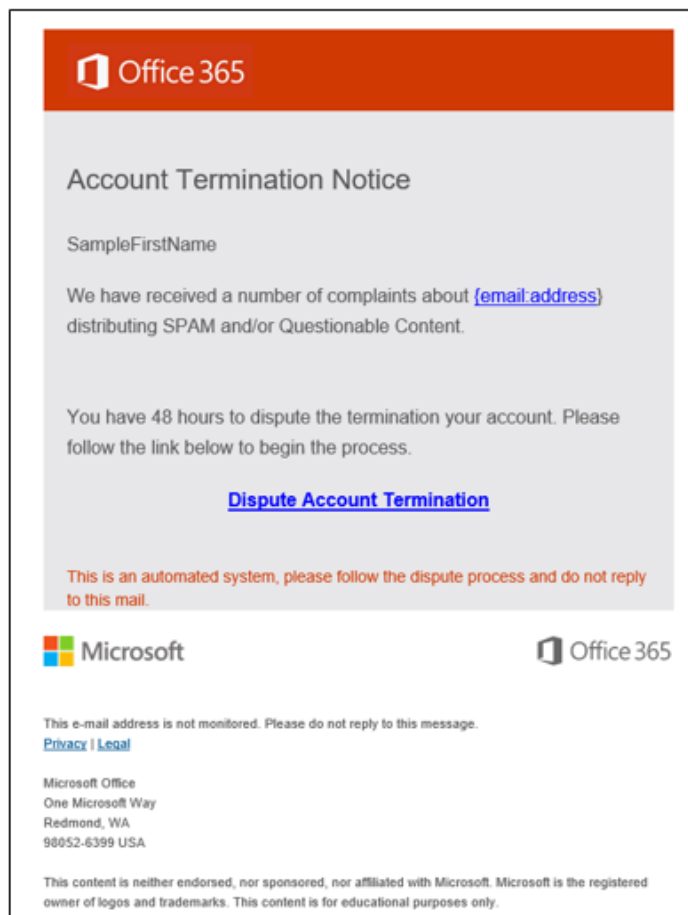 Office 365
Account Termination Notice
SampleFirstName
We have received a number of complaints about {email:address}
distributing SPAM and/or Questionable Content.
You have 48 hours to dispute the termination your account. Please
follow the link below to begin the process.
Dispute Account Termination
This is an automated system, please follow the dispute process and do not reply
to this mail.
Microsoft Office 365
This e-mail address is not monitored. Please do not reply to this message.
Privacy | Legal
Microsoft Office
One Microsoft Way
Redmond, WA
98052-6399 USA
This content is neither endorsed, nor sponsored, nor affiliated with Microsoft. Microsoft is the registered
owner of logos and trademarks. This content is for educational purposes only.